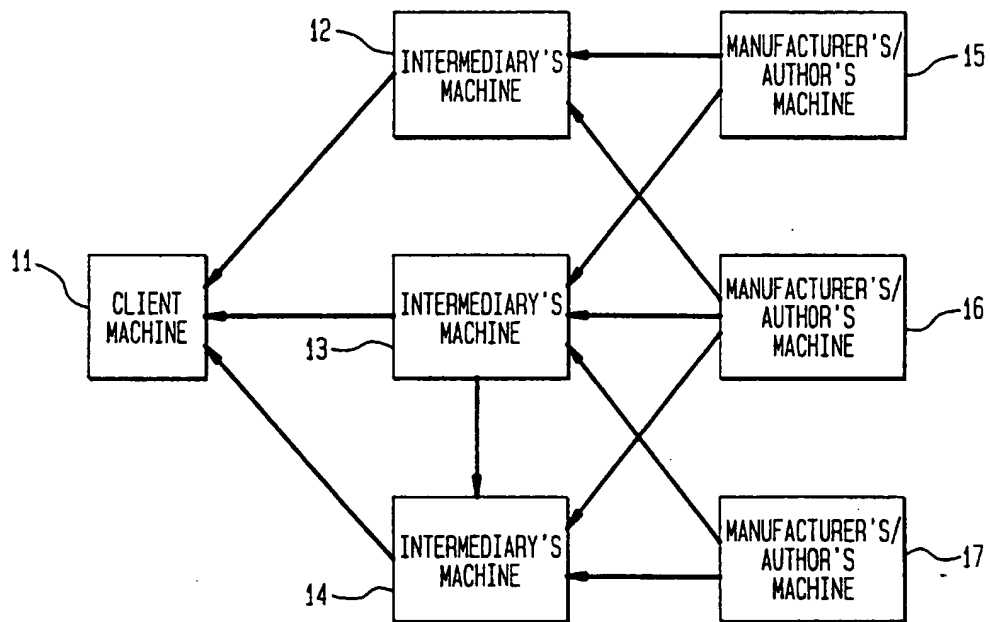 12
INTERMEDIARY'S
MACHINE
MANUFACTURER'S/
AUTHOR'S
MACHINE
15
11
CLIENT
MACHINE
INTERMEDIARY'S
MACHINE
13
MANUFACTURER'S/
AUTHOR'S
MACHINE
16
INTERMEDIARY'S
MACHINE
14
MANUFACTURER'S/
AUTHOR'S
MACHINE
17